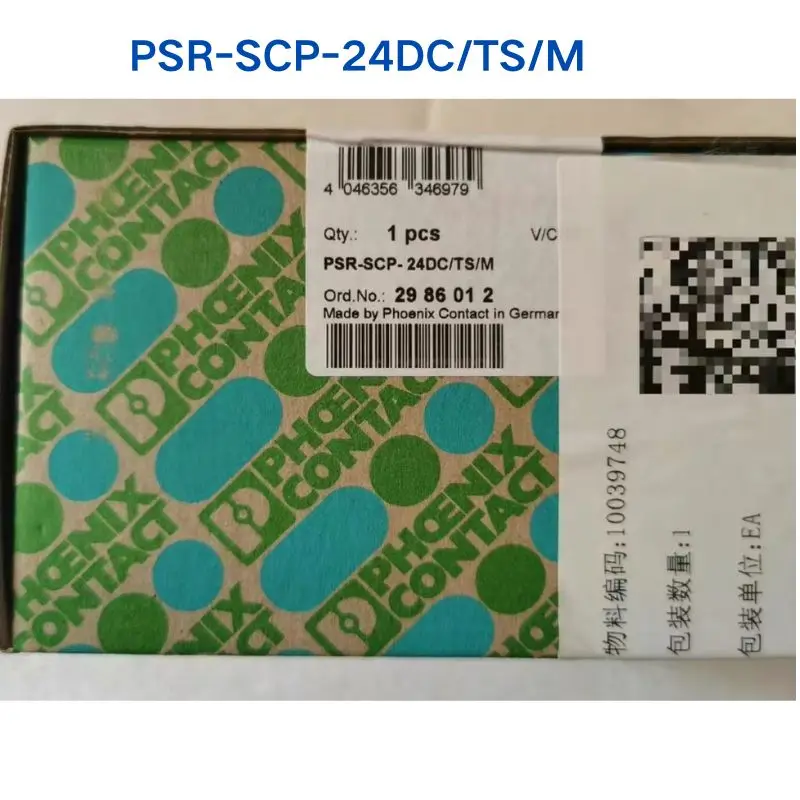 PSR-SCP-24DC/TS/M
4 046356 346979
Qty.: 1 pcs V/C
PSR-SCP- 24DC/TS/M
Ord.No.: 29 86 01 2
Made by Phoenix Contact in German
物料编码:10039748
包装数量:1
包装单位:EA
PHŒNIX
CONTACT
PHŒNIX
CONTACT
PHŒNIX
CONTACT
PHŒNIX
CONTACT
HŒNIX
CONTACT